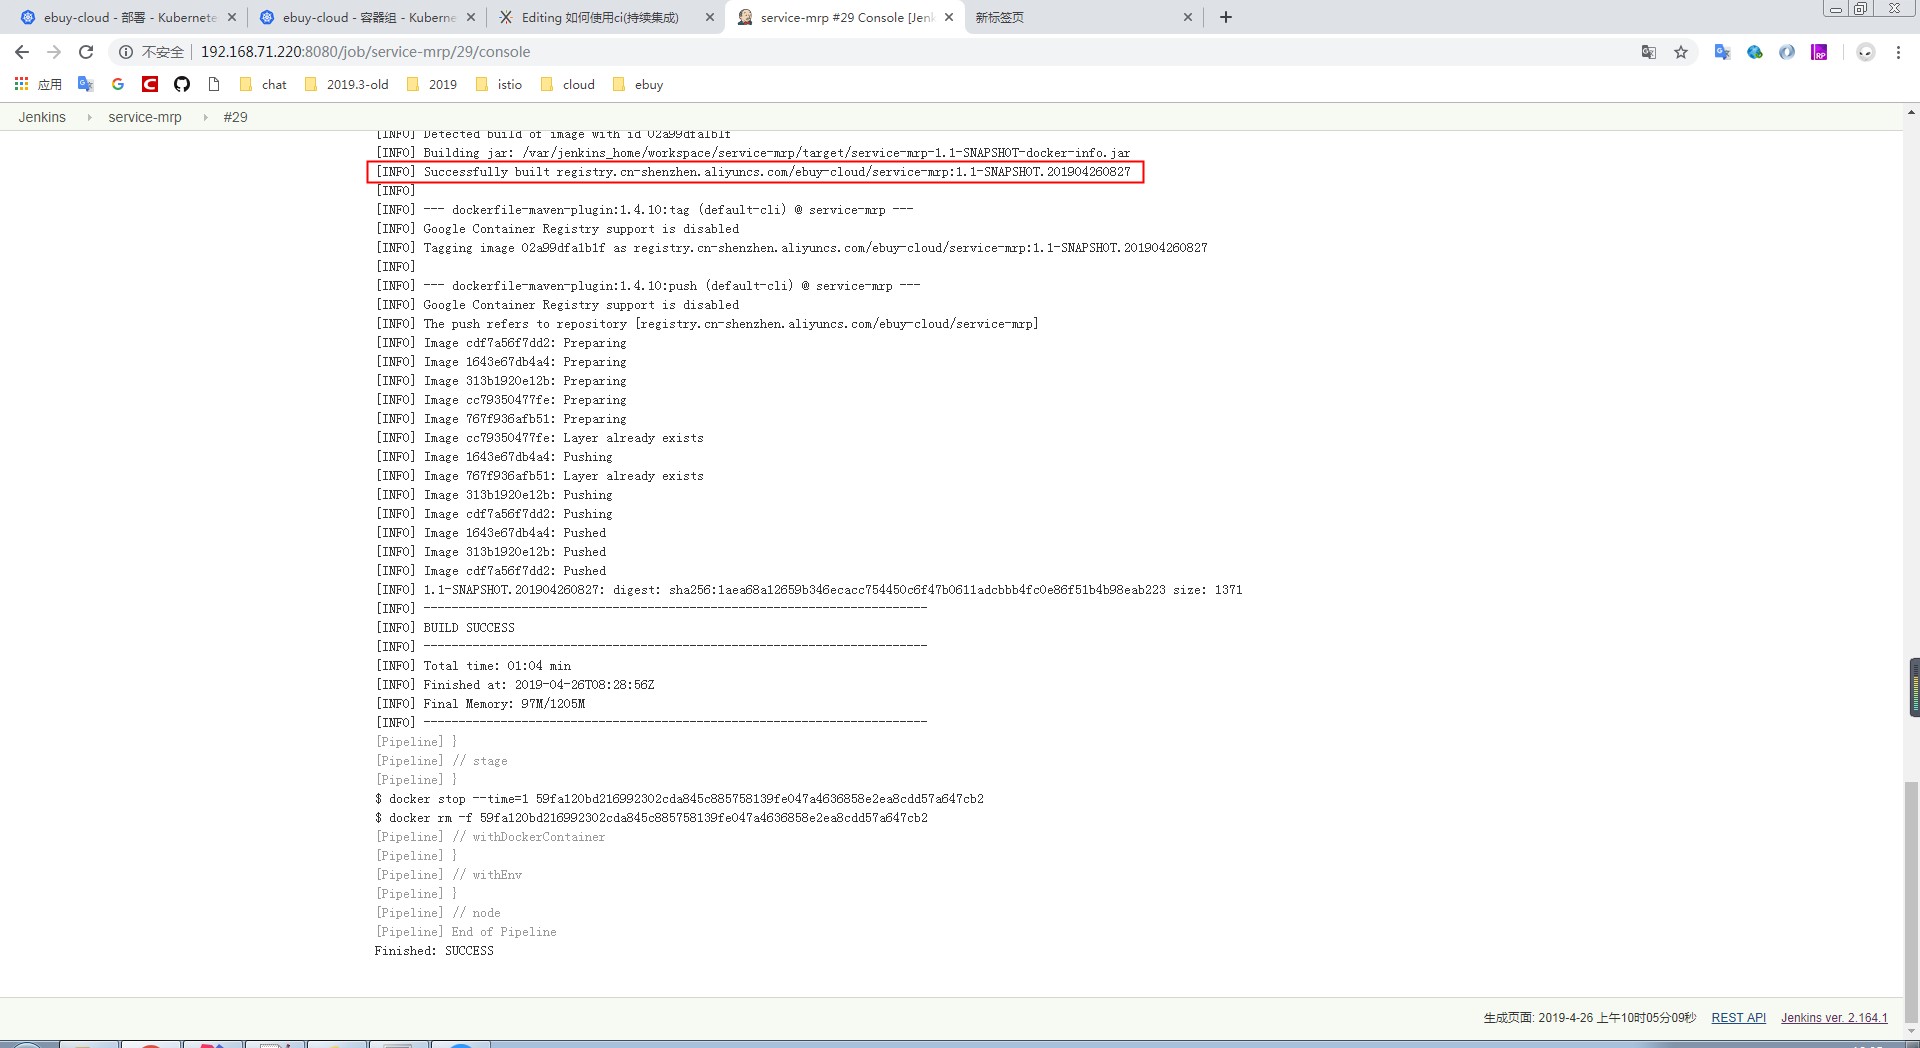 ebuy-cloud - 部署 - Kubernete
ebuy-cloud - 容器组 - Kuberne
Editing 如何使用ci(持续集成)
service-mrp #29 Console [Jenk
新标签页
不安全 | 192.168.71.220:8080/job/service-mrp/29/console
应用
chat
2019.3-old
2019
istio
cloud
ebuy
Jenkins
service-mrp
#29
[INFO] Detected build of image with id 02a99dfa1b1f
[INFO] Building jar: /var/jenkins_home/workspace/service-mrp/target/service-mrp-1.1-SNAPSHOT-docker-info.jar
[INFO] Successfully built registry.cn-shenzhen.aliyuncs.com/ebuy-cloud/service-mrp:1.1-SNAPSHOT.201904260827
[INFO]
[INFO] --- dockerfile-maven-plugin:1.4.10:tag (default-cli) @ service-mrp ---
[INFO] Google Container Registry support is disabled
[INFO] Tagging image 02a99dfa1b1f as registry.cn-shenzhen.aliyuncs.com/ebuy-cloud/service-mrp:1.1-SNAPSHOT.201904260827
[INFO]
[INFO] --- dockerfile-maven-plugin:1.4.10:push (default-cli) @ service-mrp ---
[INFO] Google Container Registry support is disabled
[INFO] The push refers to repository [registry.cn-shenzhen.aliyuncs.com/ebuy-cloud/service-mrp]
[INFO] Image cdf7a56f7dd2: Preparing
[INFO] Image 1643e67db4a4: Preparing
[INFO] Image 313b1920e12b: Preparing
[INFO] Image cc79350477fe: Preparing
[INFO] Image 767f936afb51: Preparing
[INFO] Image cc79350477fe: Layer already exists
[INFO] Image 1643e67db4a4: Pushing
[INFO] Image 767f936afb51: Layer already exists
[INFO] Image 313b1920e12b: Pushing
[INFO] Image cdf7a56f7dd2: Pushing
[INFO] Image 1643e67db4a4: Pushed
[INFO] Image 313b1920e12b: Pushed
[INFO] Image cdf7a56f7dd2: Pushed
[INFO] 1.1-SNAPSHOT.201904260827: digest: sha256:1aea68a12659b346ecacc754450c6f47b0611adcbbb4fc0e86f51b4b98eab223 size: 1371
[INFO] ------------------------------------------------------------------------
[INFO] BUILD SUCCESS
[INFO] ------------------------------------------------------------------------
[INFO] Total time: 01:04 min
[INFO] Finished at: 2019-04-26T08:28:56Z
[INFO] Final Memory: 97M/1205M
[INFO] ------------------------------------------------------------------------
[Pipeline] }
[Pipeline] // stage
[Pipeline] }
$ docker stop --time=1 59fa120bd216992302cda845c885758139fe047a4636858e2ea8cdd57a647cb2
$ docker rm -f 59fa120bd216992302cda845c885758139fe047a4636858e2ea8cdd57a647cb2
[Pipeline] // withDockerContainer
[Pipeline] }
[Pipeline] // withEnv
[Pipeline] }
[Pipeline] // node
[Pipeline] End of Pipeline
Finished: SUCCESS
生成页面: 2019-4-26 上午10时05分09秒 REST API Jenkins ver. 2.164.1